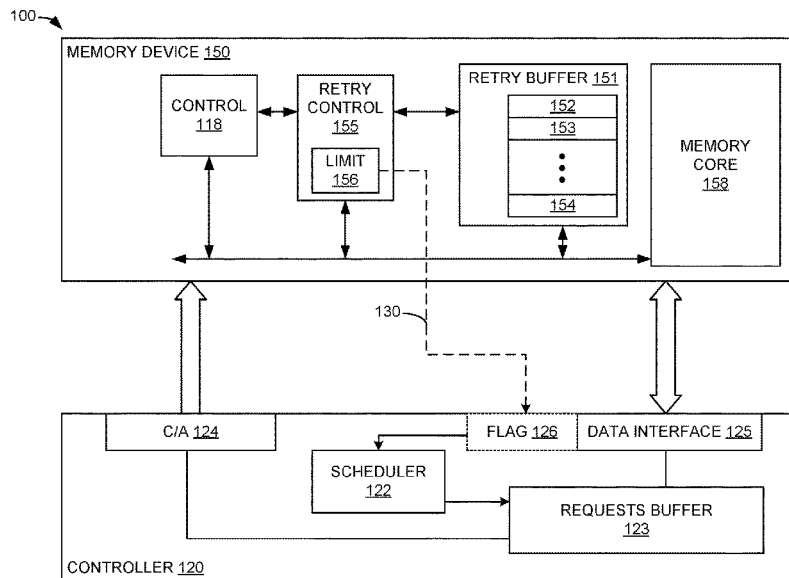 100
MEMORY DEVICE 150
CONTROL
118
RETRY
CONTROL
155
LIMIT
156
RETRY BUFFER 151
152
153
154
MEMORY
CORE
158
130
C/A 124
FLAG 126
DATA INTERFACE 125
SCHEDULER
122
REQUESTS BUFFER
123
CONTROLLER 120